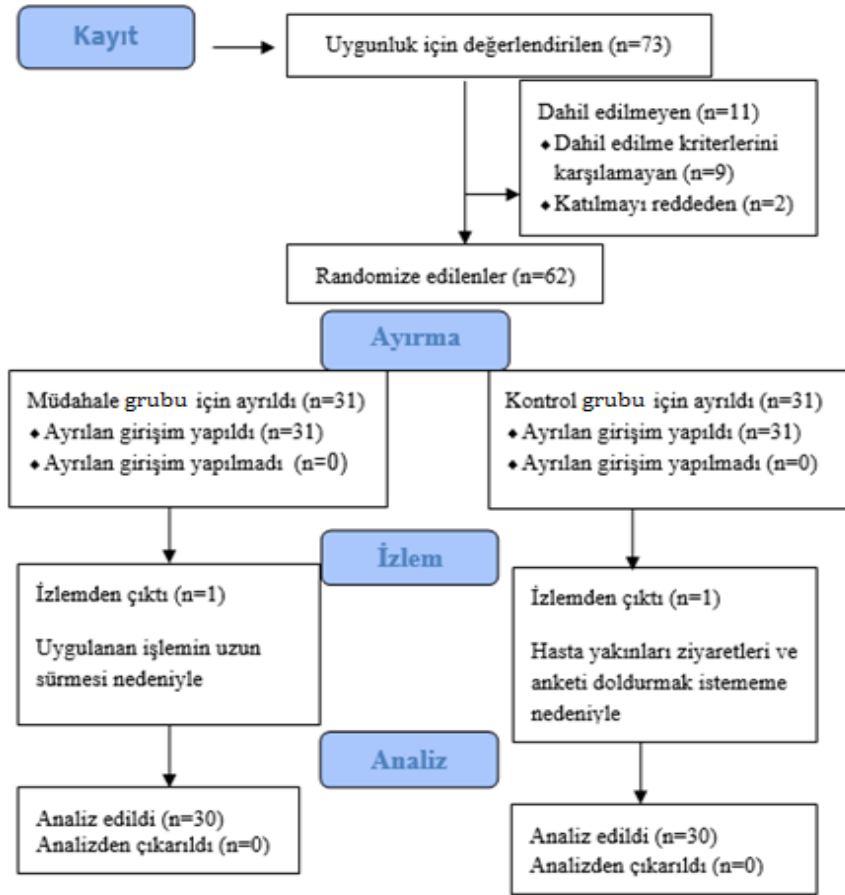 Kayıt
Uygunluk için değerlendirilen (n=73)
Dahil edilmeyen (n=11)
⬥ Dahil edilme kriterlerini
karşılamayan (n=9)
⬥ Katılmayı reddeden (n=2)
Randomize edilenler (n=62)
Ayırma
Müdahale grubu için ayrıldı (n=31)
⬥ Ayrılan girişim yapıldı (n=31)
⬥ Ayrılan girişim yapılmadı (n=0)
Kontrol grubu için ayrıldı (n=31)
⬥ Ayrılan girişim yapıldı (n=31)
⬥ Ayrılan girişim yapılmadı (n=0)
İzlem
İzlemden çıktı (n=1)
Uygulanan işlemin uzun
sürmesi nedeniyle
İzlemden çıktı (n=1)
Hasta yakınları ziyaretleri ve
anketi doldurmak istememe
nedeniyle
Analiz
Analiz edildi (n=30)
Analizden çıkarıldı (n=0)
Analiz edildi (n=30)
Analizden çıkarıldı (n=0)